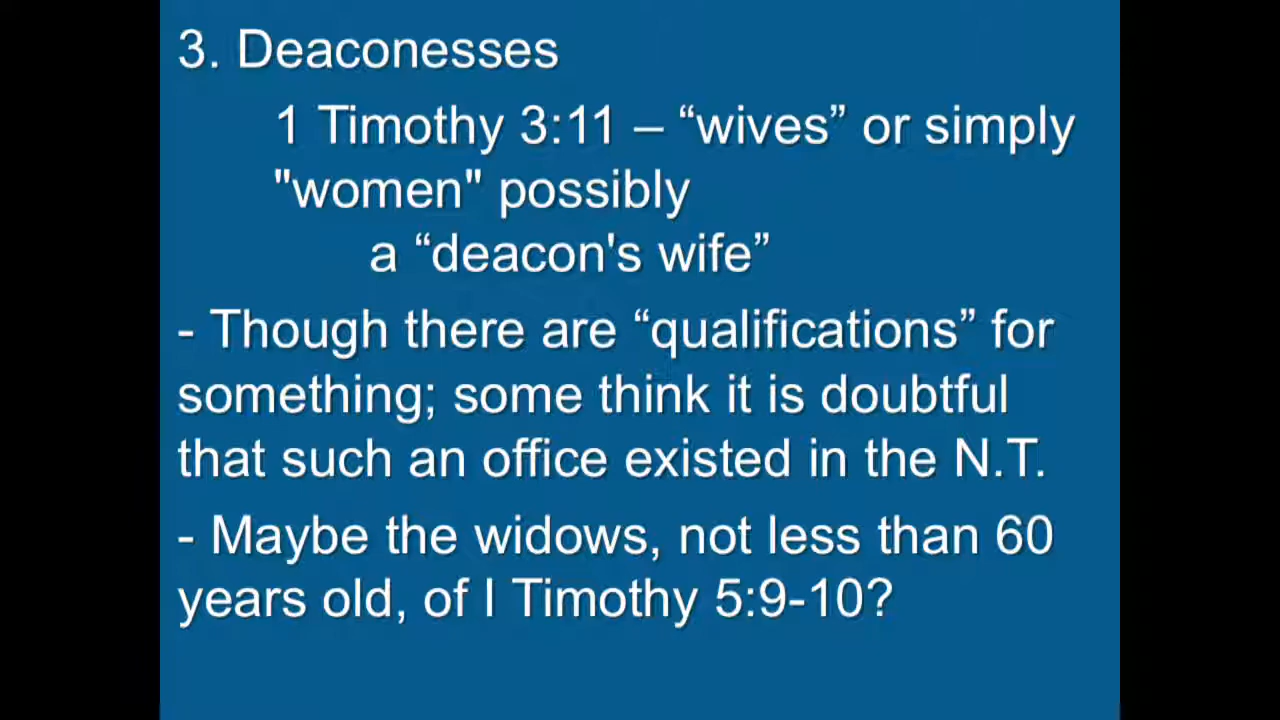 3. Deaconesses
1 Timothy 3:11 – “wives” or simply
"women" possibly
a “deacon's wife”
- Though there are “qualifications” for
something; some think it is doubtful
that such an office existed in the N.T.
- Maybe the widows, not less than 60
years old, of I Timothy 5:9-10?